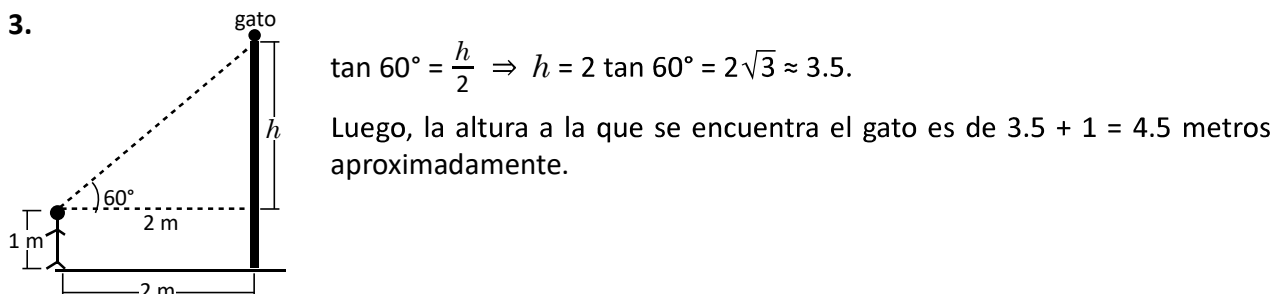 3.
gato
tan 60° = h/2 ⇒ h = 2 tan 60° = 2√3 ≈ 3.5.
h
Luego, la altura a la que se encuentra el gato es de 3.5 + 1 = 4.5 metros
aproximadamente.
60°
2 m
1 m
2 m